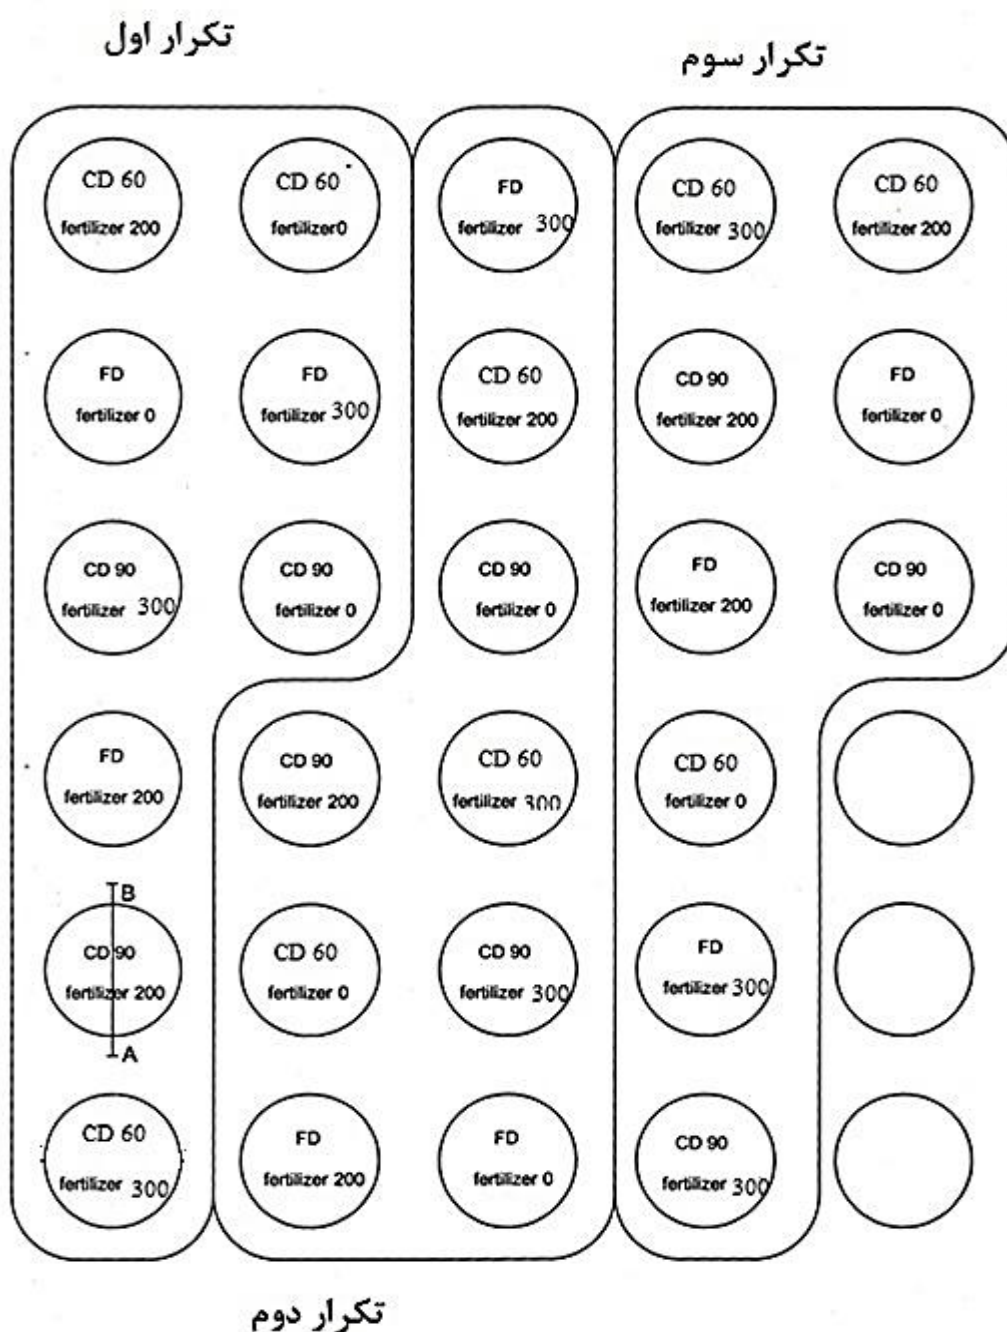 تکرار اول
تکرار سوم
CD 60
fertilizer 200
CD 60
fertilizer0
FD
fertilizer 300
CD 60
fertilizer 300
CD 60
fertilizer 200
FD
fertilizer 0
FD
fertilizer 300
CD 60
fertilizer 200
CD 90
fertilizer 200
FD
fertilizer 0
CD 90
fertilizer 300
CD 90
fertilizer 0
CD 90
fertilizer 0
FD
fertilizer 200
CD 90
fertilizer 0
FD
fertilizer 200
CD 90
fertilizer 200
CD 60
fertilizer 300
CD 60
fertilizer 0
B
CD 90
fertilizer 200
A
CD 60
fertilizer 0
CD 90
fertilizer 300
FD
fertilizer 300
CD 60
fertilizer 300
FD
fertilizer 200
FD
fertilizer 0
CD 90
fertilizer 300
تکرار دوم